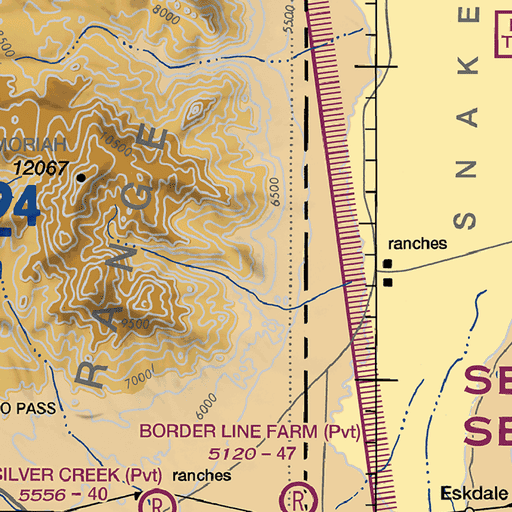 8000
5500
8500
SNAKE
MORIAH
12067
10500
24
RANGE
6500
ranches
9500
7000
6000
SE
SE
O PASS
BORDER LINE FARM (Pvt)
5120 - 47
SILVER CREEK (Pvt)
5556 - 40
ranches
R
R
Eskdale